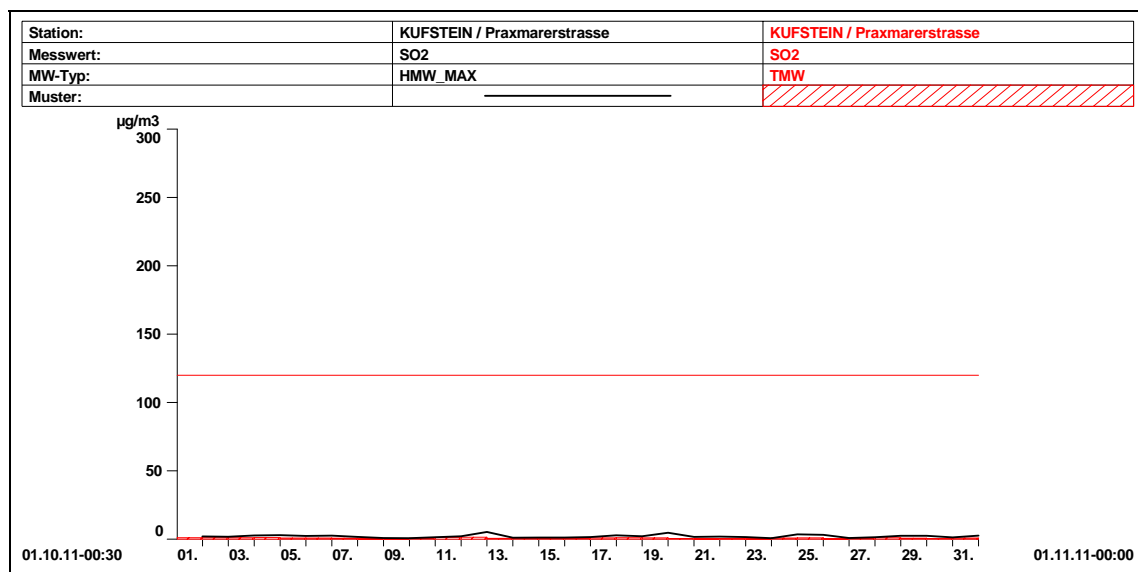 Station: KUFSTEIN / Praxmarerstrasse KUFSTEIN / Praxmarerstrasse
Messwert: SO2 SO2
MW-Typ: HMW_MAX TMW
Muster:
µg/m3
300
250
200
150
100
50
0
01.10.11-00:30 01. 03. 05. 07. 09. 11. 13. 15. 17. 19. 21. 23. 25. 27. 29. 31. 01.11.11-00:00